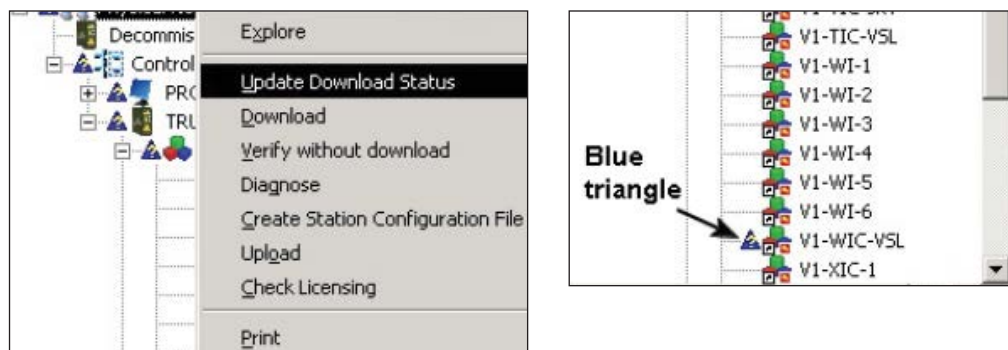 Decommis
Control
PRO
TRU
Explore
Update Download Status
Download
Verify without download
Diagnose
Create Station Configuration File
Upload
Check Licensing
Print
V1-TIC-VSL
V1-WI-1
V1-WI-2
V1-WI-3
V1-WI-4
V1-WI-5
V1-WI-6
V1-WIC-VSL
V1-XIC-1
Blue
triangle